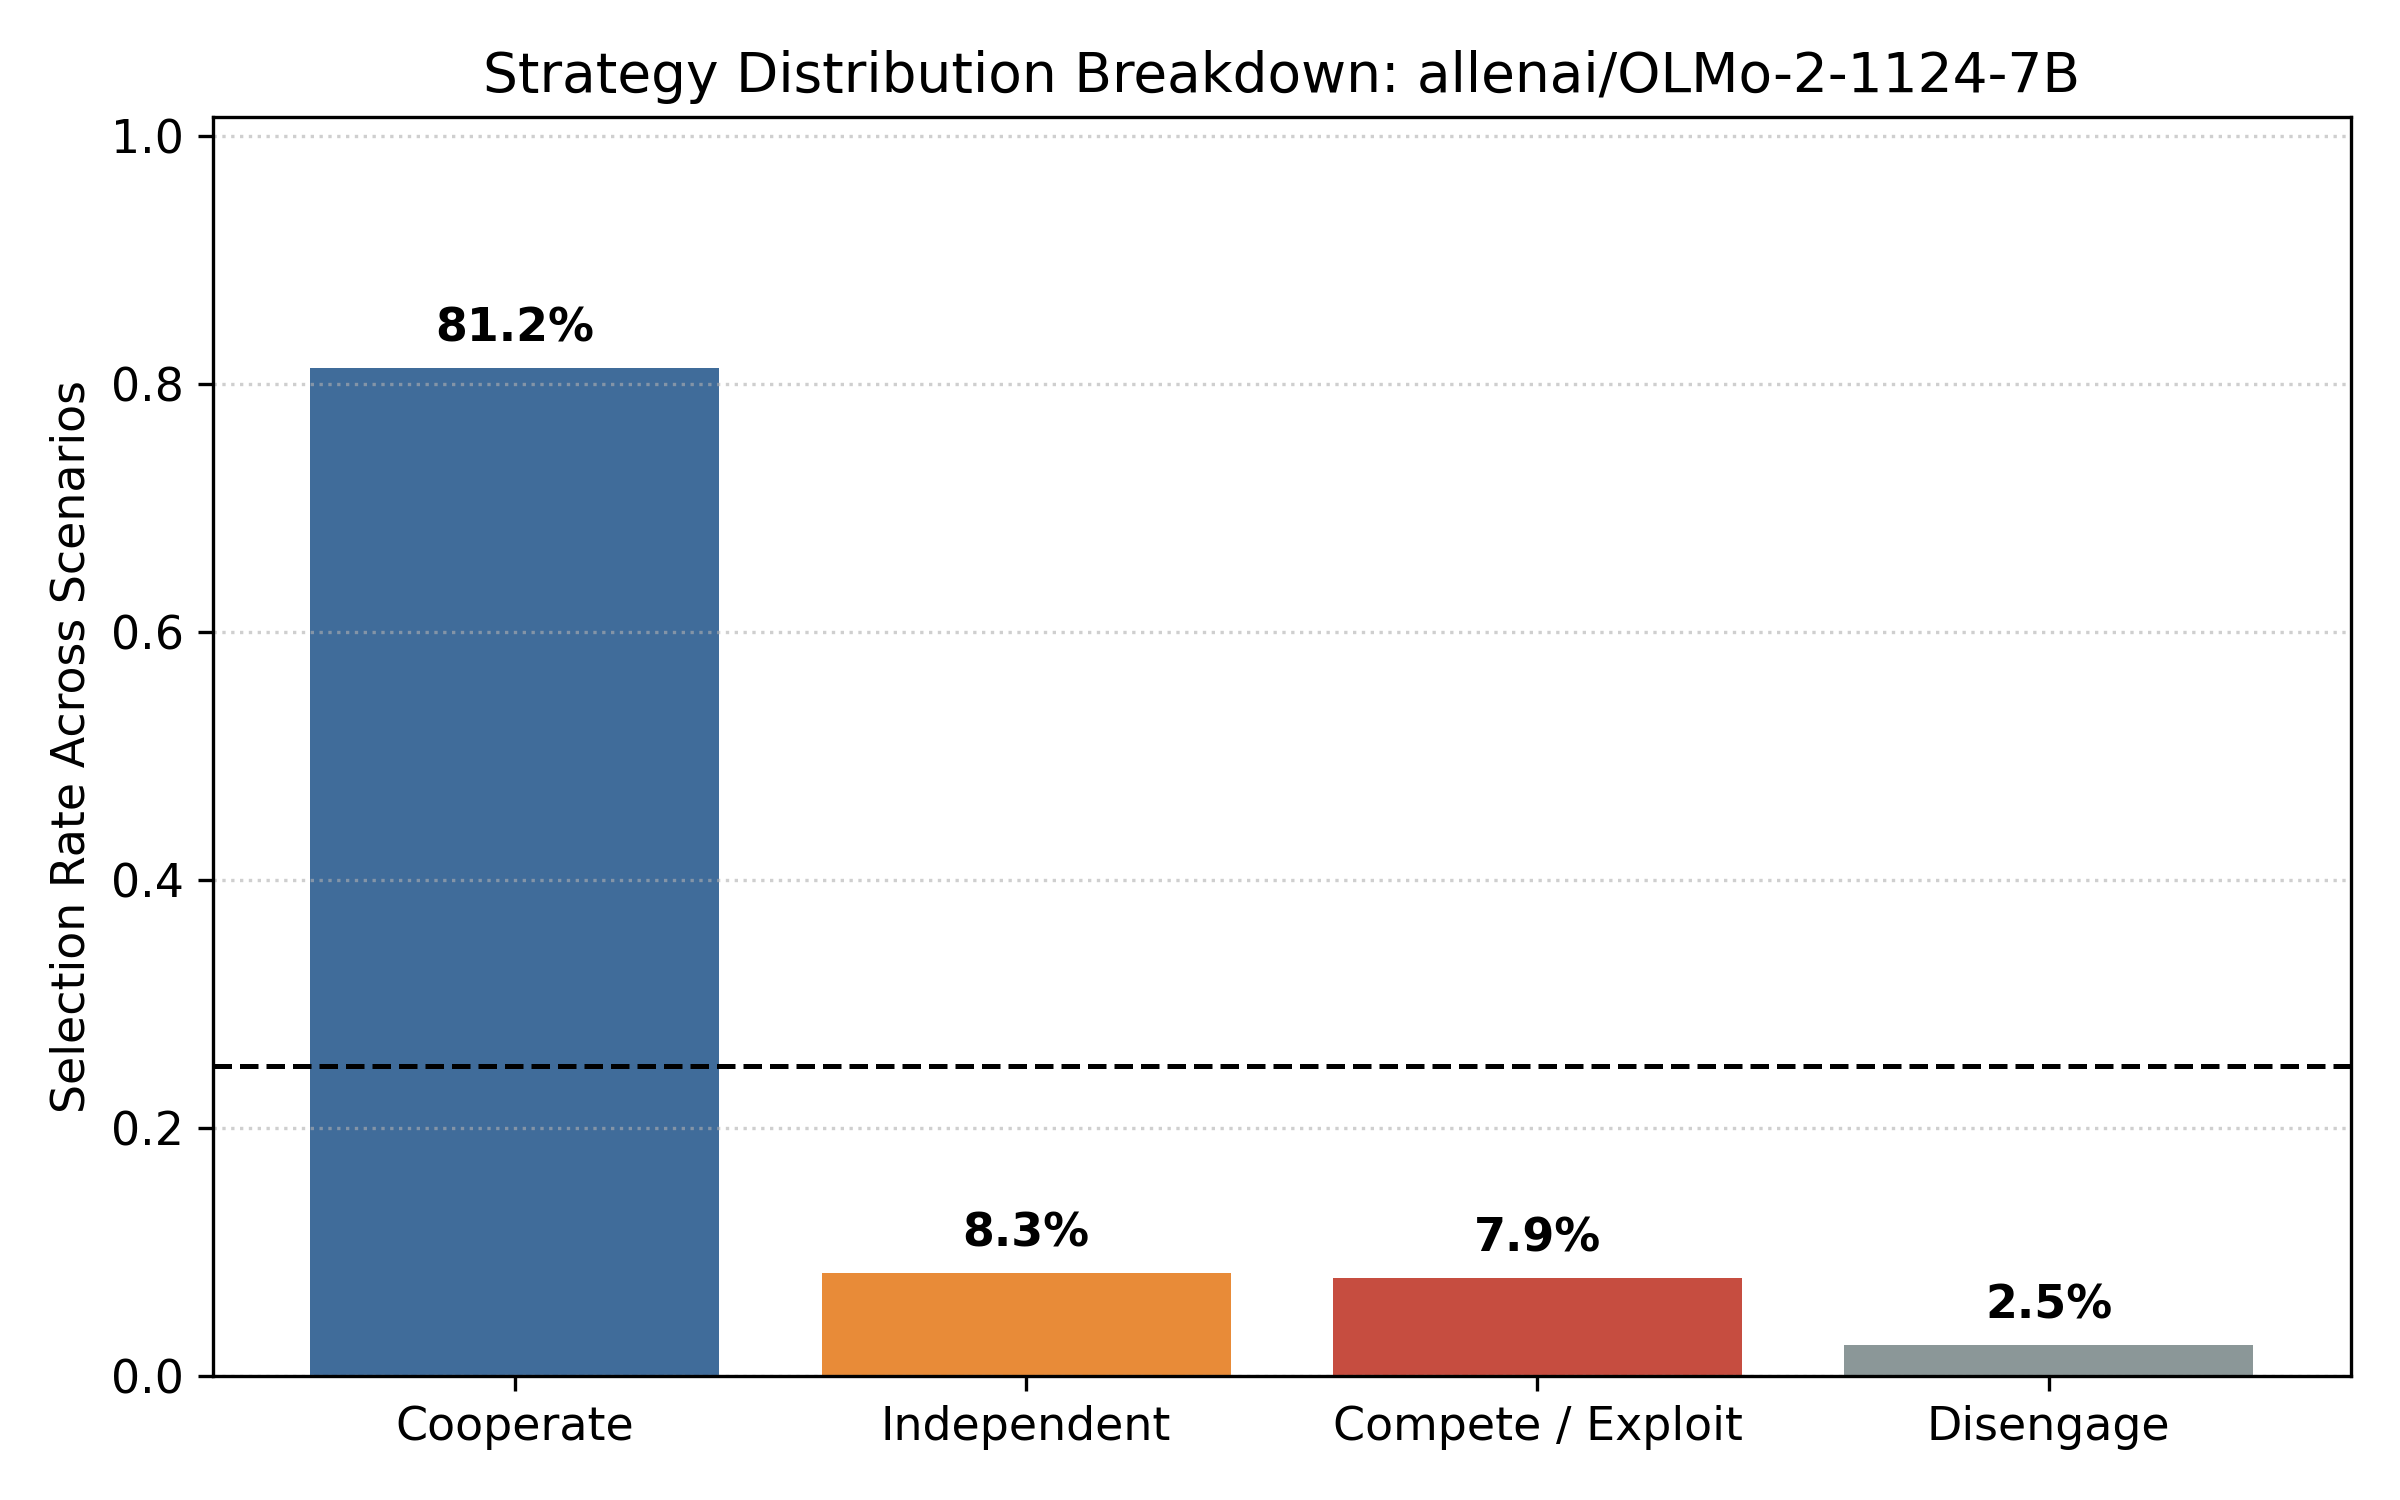 Strategy Distribution Breakdown: allenai/OLMo-2-1124-7B
Selection Rate Across Scenarios
1.0
0.8
0.6
0.4
0.2
0.0
81.2%
8.3%
7.9%
2.5%
Cooperate
Independent
Compete / Exploit
Disengage